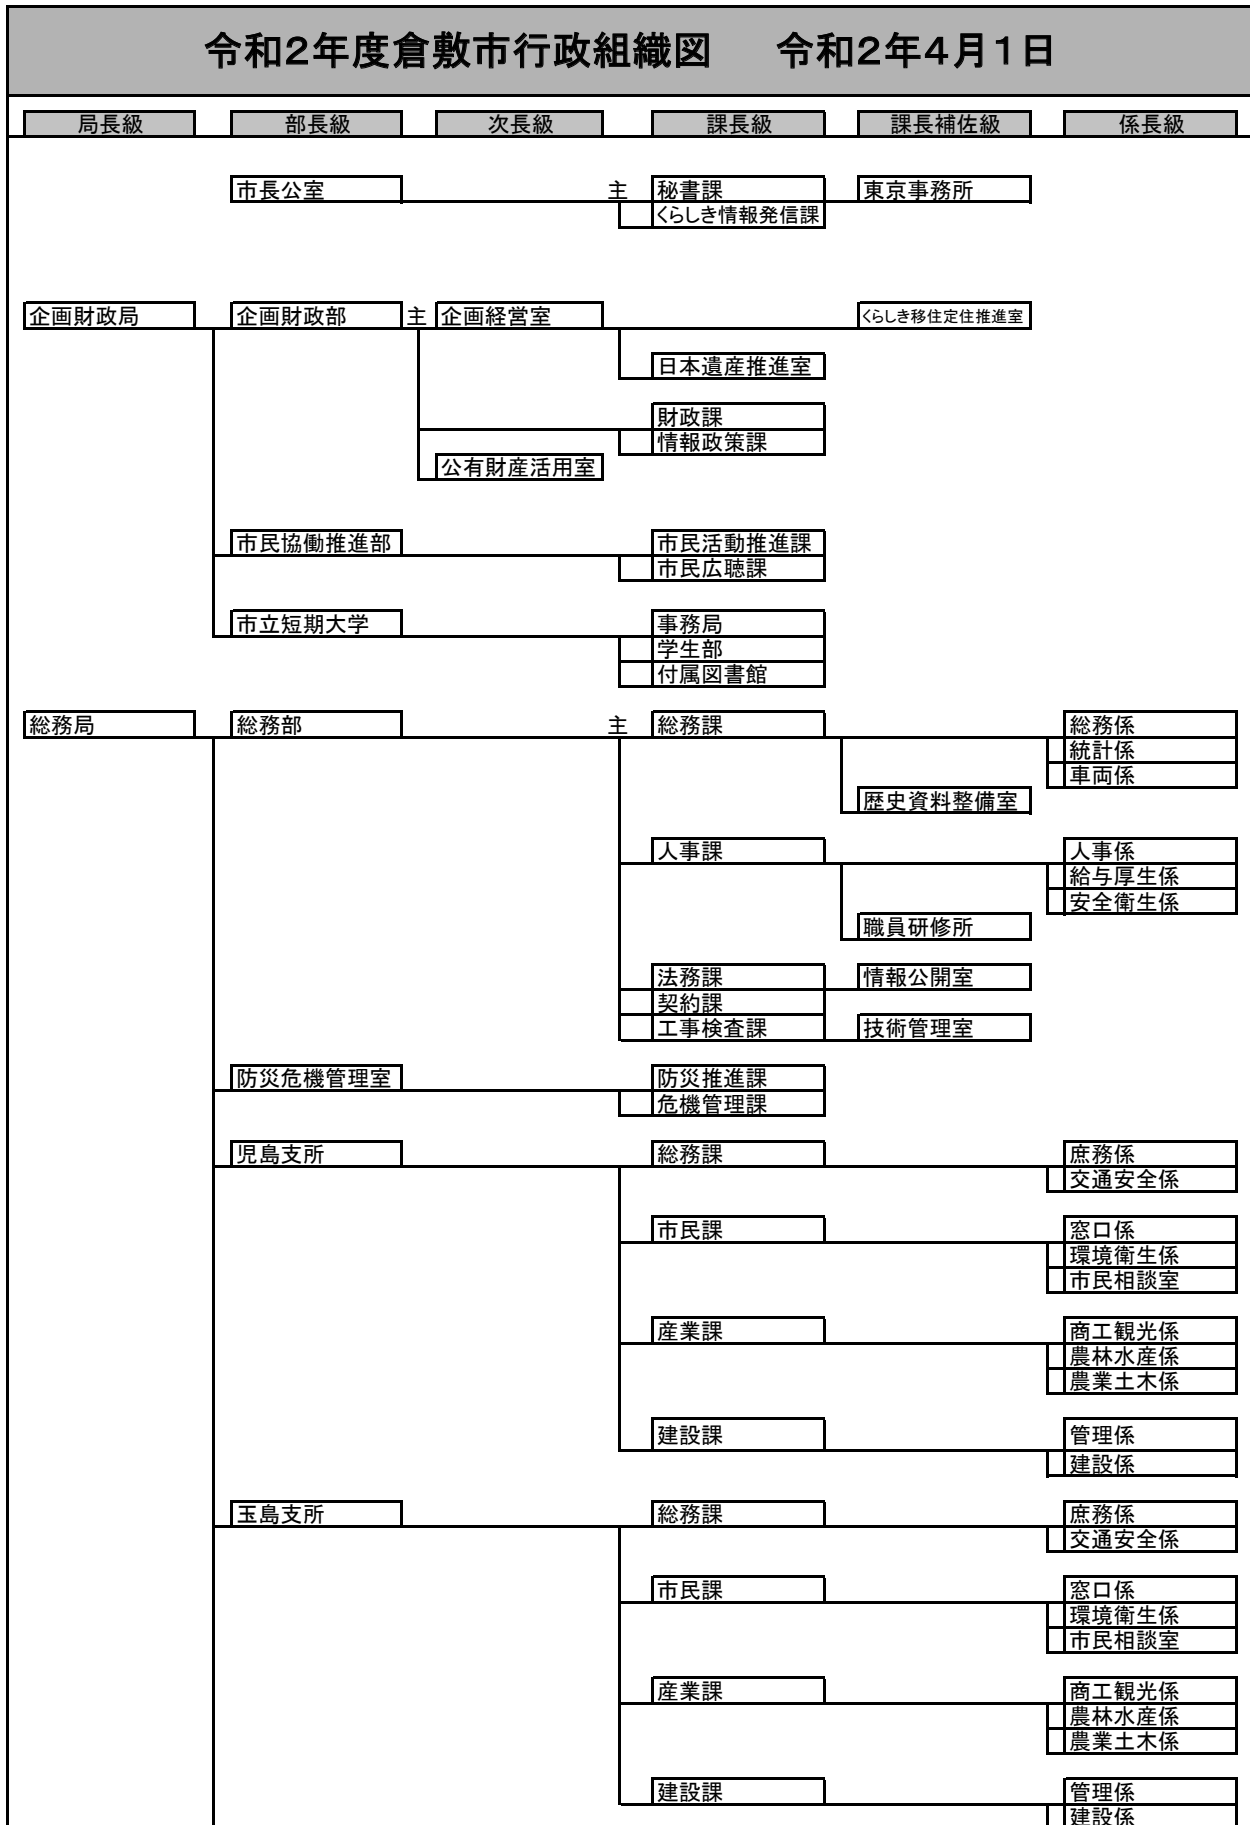 令和2年度倉敷市行政組織図　令和2年4月1日
局長級 部長級 次長級 課長級 課長補佐級 係長級
市長公室 主 秘書課 東京事務所
くらしき情報発信課
企画財政局 企画財政部 主 企画経営室 くらしき移住定住推進室
日本遺産推進室
財政課
情報政策課
公有財産活用室
市民協働推進部 市民活動推進課
市民広聴課
市立短期大学 事務局
学生部
付属図書館
総務局 総務部 主 総務課 総務係
統計係
車両係
歴史資料整備室
人事課 人事係
給与厚生係
安全衛生係
職員研修所
法務課 情報公開室
契約課
工事検査課 技術管理室
防災危機管理室 防災推進課
危機管理課
児島支所 総務課 庶務係
交通安全係
市民課 窓口係
環境衛生係
市民相談室
産業課 商工観光係
農林水産係
農業土木係
建設課 管理係
建設係
玉島支所 総務課 庶務係
交通安全係
市民課 窓口係
環境衛生係
市民相談室
産業課 商工観光係
農林水産係
農業土木係
建設課 管理係
建設係